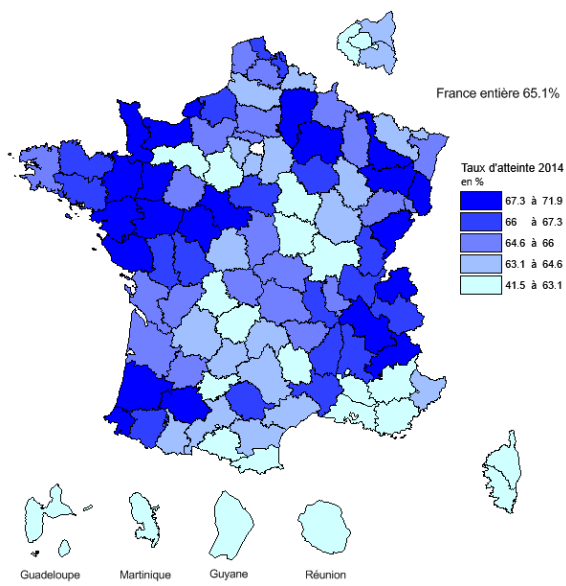 France entière 65.1%
Taux d'atteinte 2014
en %
67.3 à 71.9
66 à 67.3
64.6 à 66
63.1 à 64.6
41.5 à 63.1
Guadeloupe Martinique Guyane Réunion